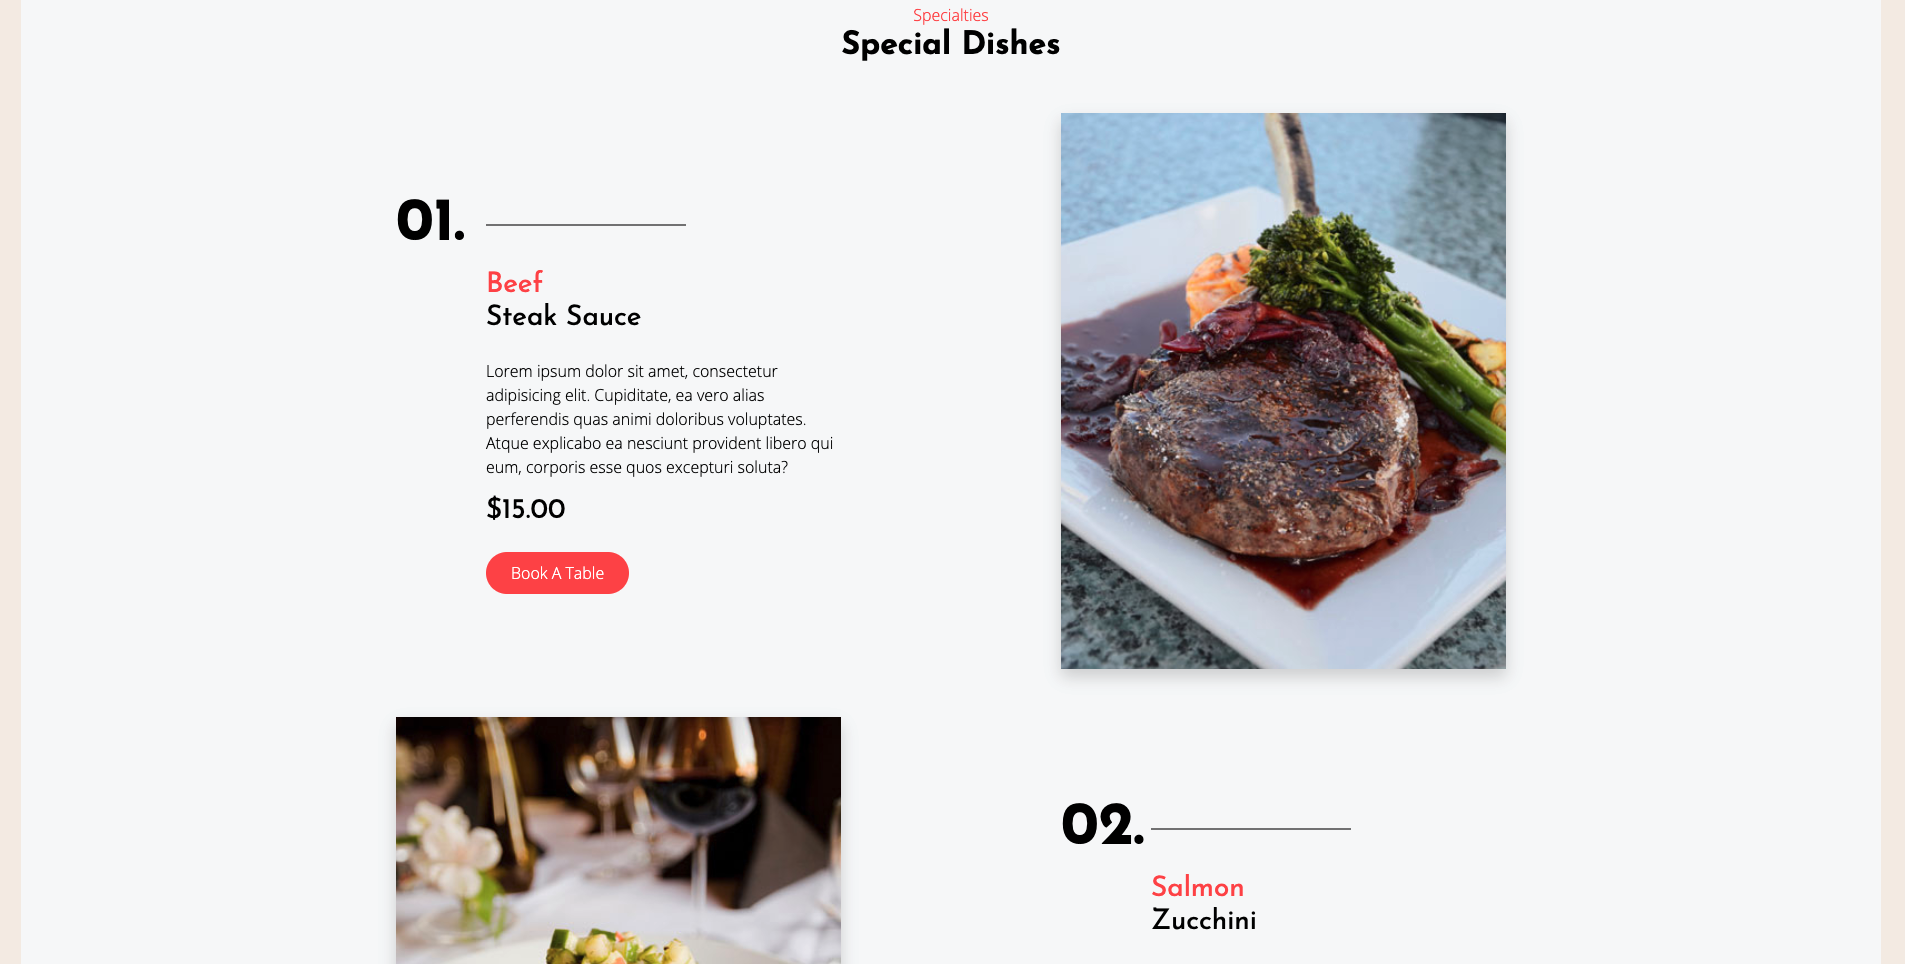 Specialties
Special Dishes
01.
Beef
Steak Sauce
Lorem ipsum dolor sit amet, consectetur
adipisicing elit. Cupiditate, ea vero alias
perferendis quas animi doloribus voluptates.
Atque explicabo ea nesciunt provident libero qui
eum, corporis esse quos excepturi soluta?
$15.00
Book A Table
02.
Salmon
Zucchini